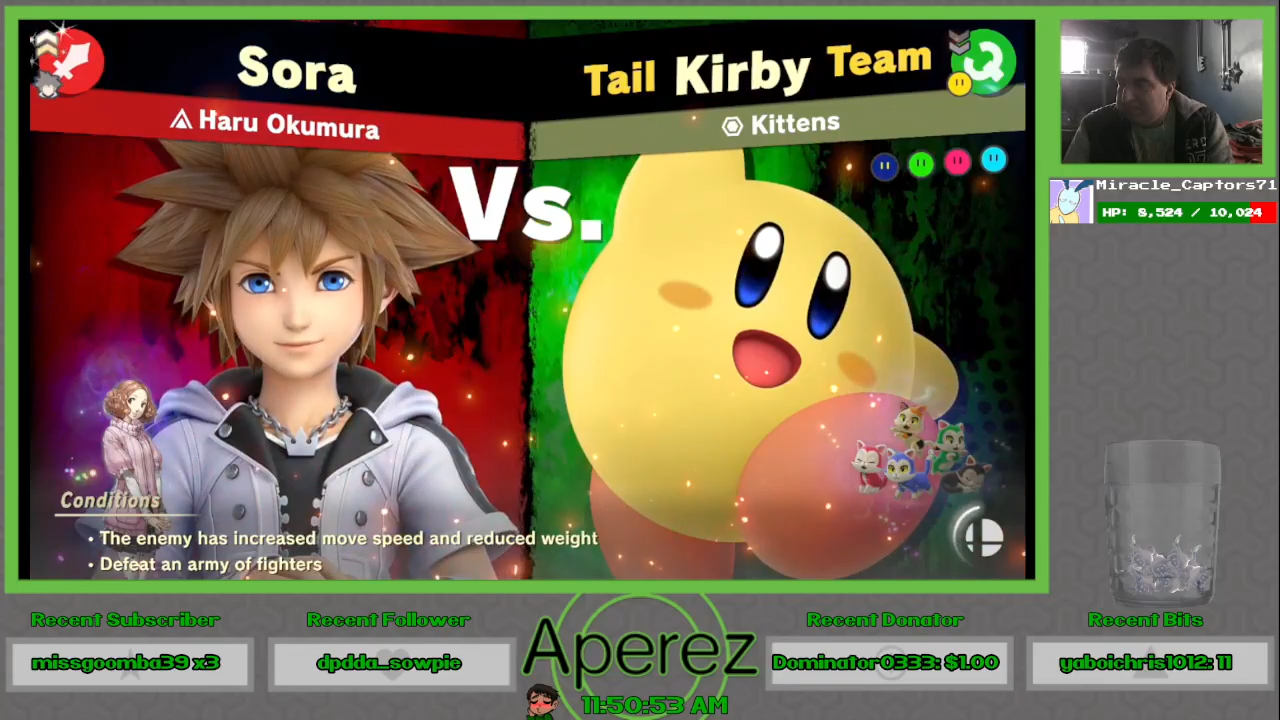 Sora
Haru Okumura
Vs.
Tail Kirby Team
Kittens
Conditions
• The enemy has increased move speed and reduced weight
• Defeat an army of fighters
Miracle_Captors71
HP: 8,524 / 10,024
Recent Subscriber
missgoomba39 x3
Recent Follower
dpdda_sowpie
Aperez
11:50:53 AM
Recent Donator
Dominator0333: $1.00
Recent Bits
yaboichris1012: 11